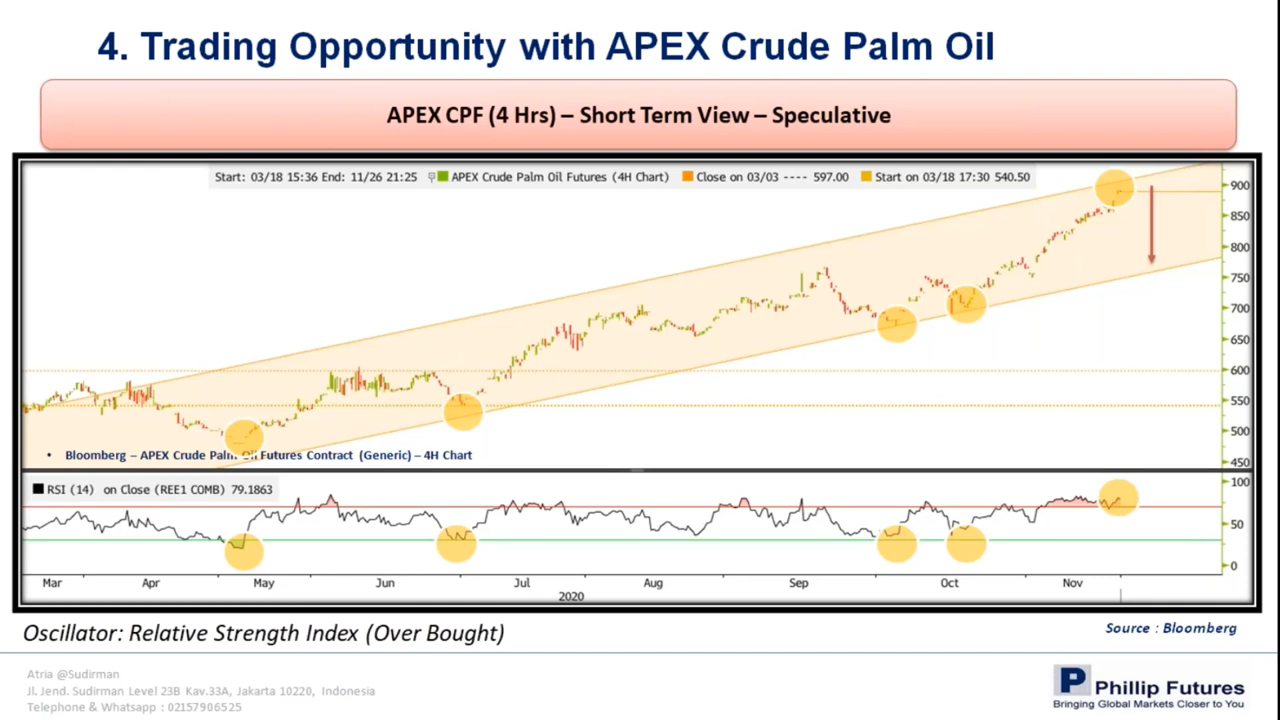 4. Trading Opportunity with APEX Crude Palm Oil
APEX CPF (4 Hrs) – Short Term View – Speculative
Start: 03/18 15:36 End: 11/26 21:25 APEX Crude Palm Oil Futures (4H Chart) Close on 03/03 ---- 597.00 Start on 03/18 17:30 540.50
900
850
800
750
700
650
600
550
500
450
• Bloomberg – APEX Crude Palm Oil Futures Contract (Generic) – 4H Chart
RSI (14) on Close (REE1 COMB) 79.1863
100
50
0
Mar Apr May Jun Jul Aug Sep Oct Nov
2020
Oscillator: Relative Strength Index (Over Bought)
Source : Bloomberg
Atria @Sudirman
Jl. Jend. Sudirman Level 23B Kav.33A, Jakarta 10220, Indonesia
Telephone & Whatsapp : 02157906525
P Phillip Futures
Bringing Global Markets Closer to You